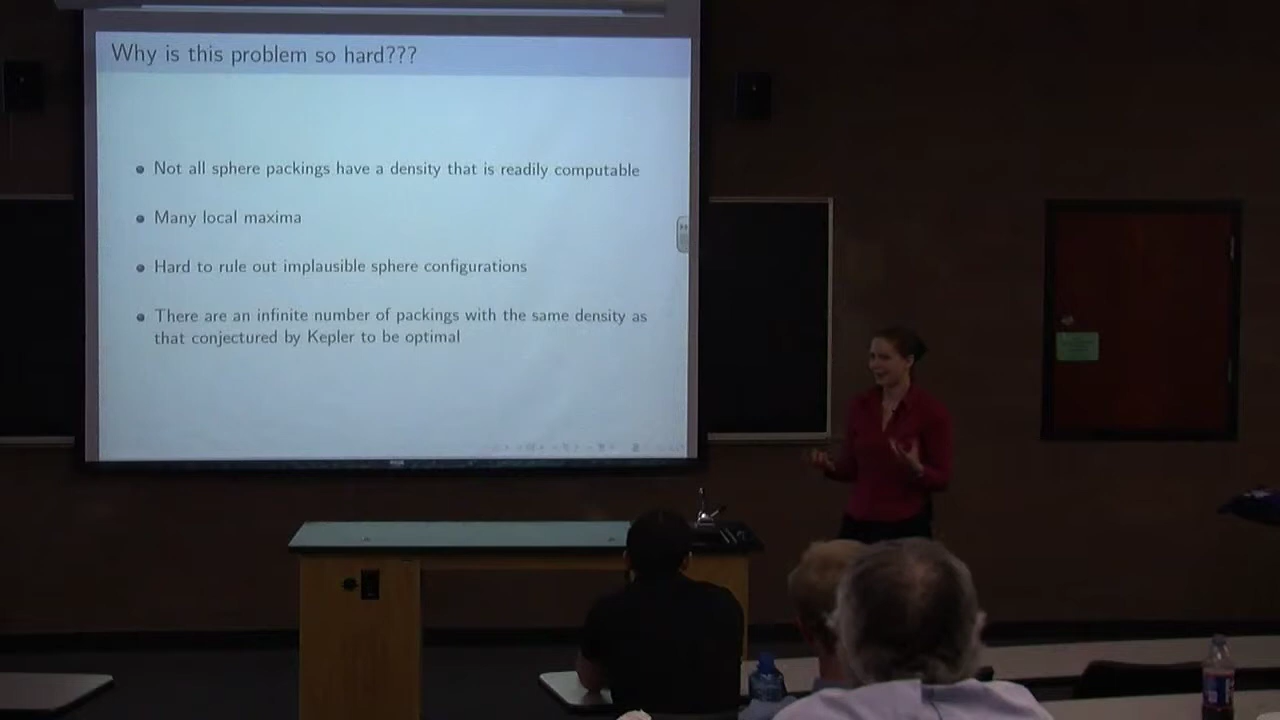 Why is this problem so hard???
Not all sphere packings have a density that is readily computable
Many local maxima
Hard to rule out implausible sphere configurations
There are an infinite number of packings with the same density as
that conjectured by Kepler to be optimal